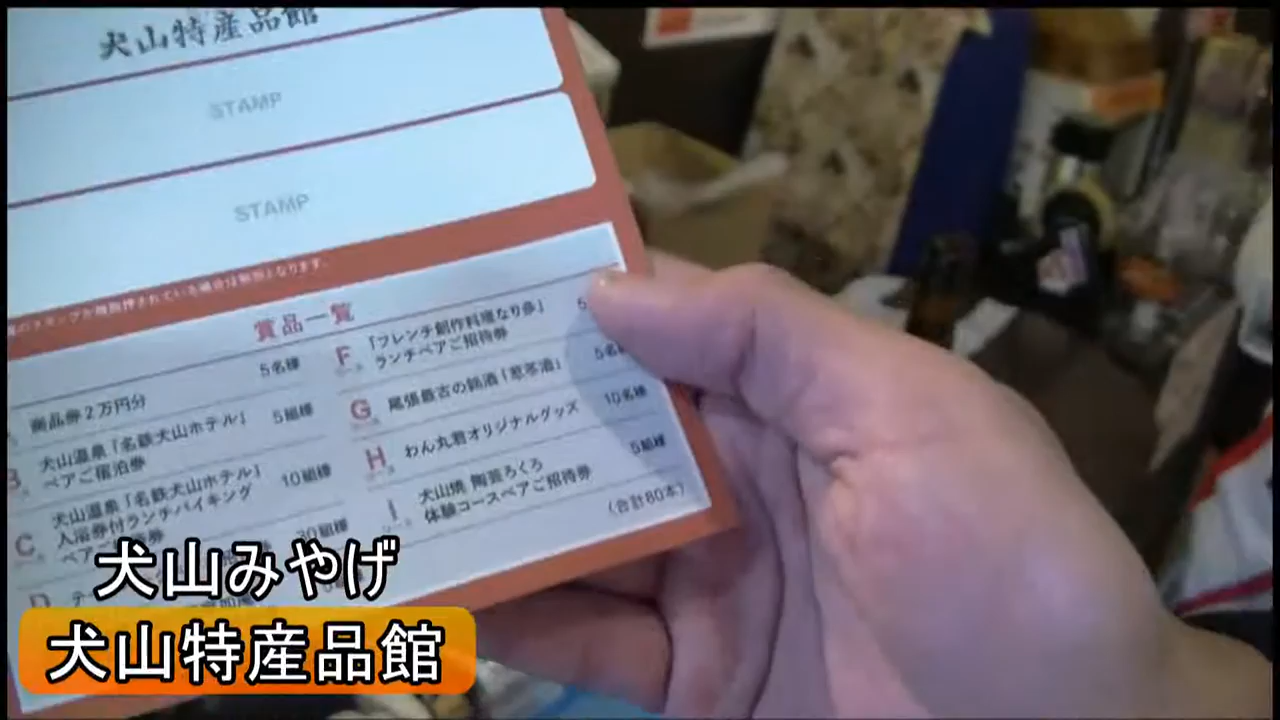 犬山特産品館
STAMP
STAMP
賞品一覧
商品券2万円分
5名様
B
犬山温泉「名鉄犬山ホテル」
ペアご宿泊券
5組様
C
犬山温泉「名鉄犬山ホテル」
入浴券付ランチバイキング
10組様
F
「フレンチ創作料理なり多」
ランチペアご招待券
G
尾張最古の銘酒「忍冬酒」
5名様
H
わん丸君オリジナルグッズ
10名様
I
犬山焼 陶芸ろくろ
体験コースペアご招待券
5組様
(合計80本)
犬山みやげ
犬山特産品館